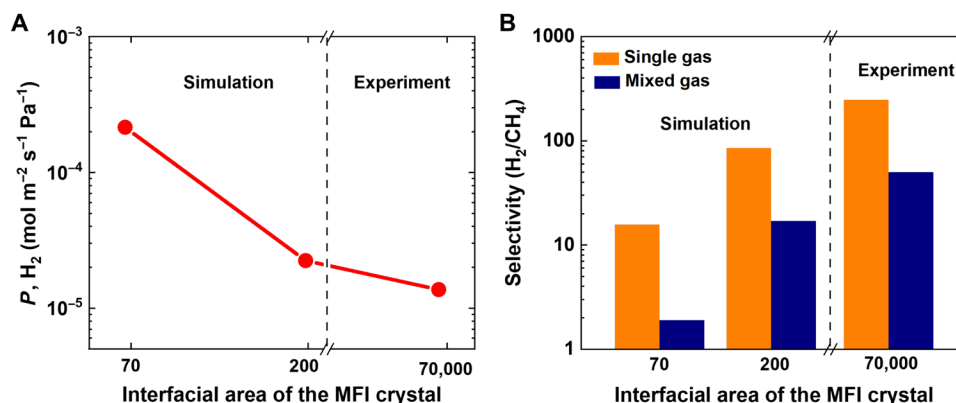 A
P, H₂ (mol m⁻² s⁻¹ Pa⁻¹)
10⁻³
10⁻⁴
10⁻⁵
Simulation
Experiment
70
200
70,000
Interfacial area of the MFI crystal
B
Selectivity (H₂/CH₄)
1000
100
10
1
Single gas
Mixed gas
Simulation
Experiment
70
200
70,000
Interfacial area of the MFI crystal